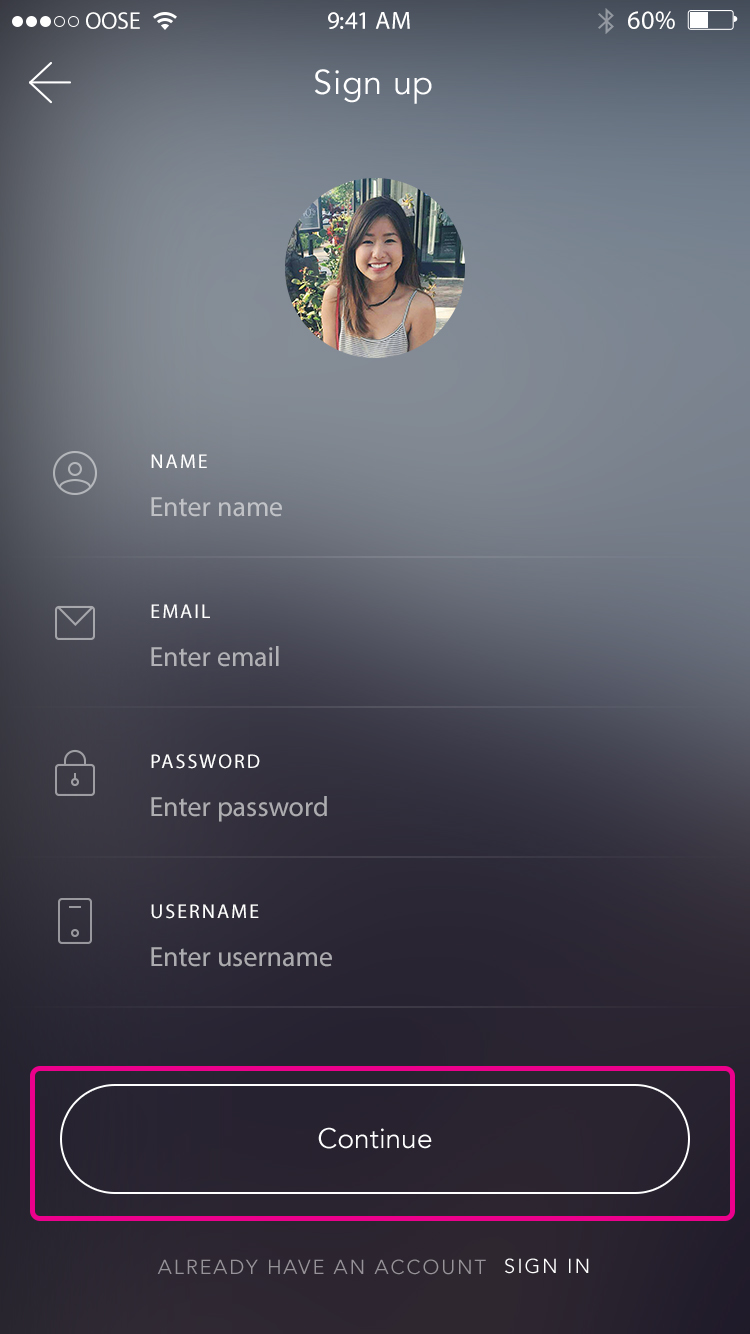 OOSE 9:41 AM 60%
Sign up
NAME
Enter name
EMAIL
Enter email
PASSWORD
Enter password
USERNAME
Enter username
Continue
ALREADY HAVE AN ACCOUNT SIGN IN